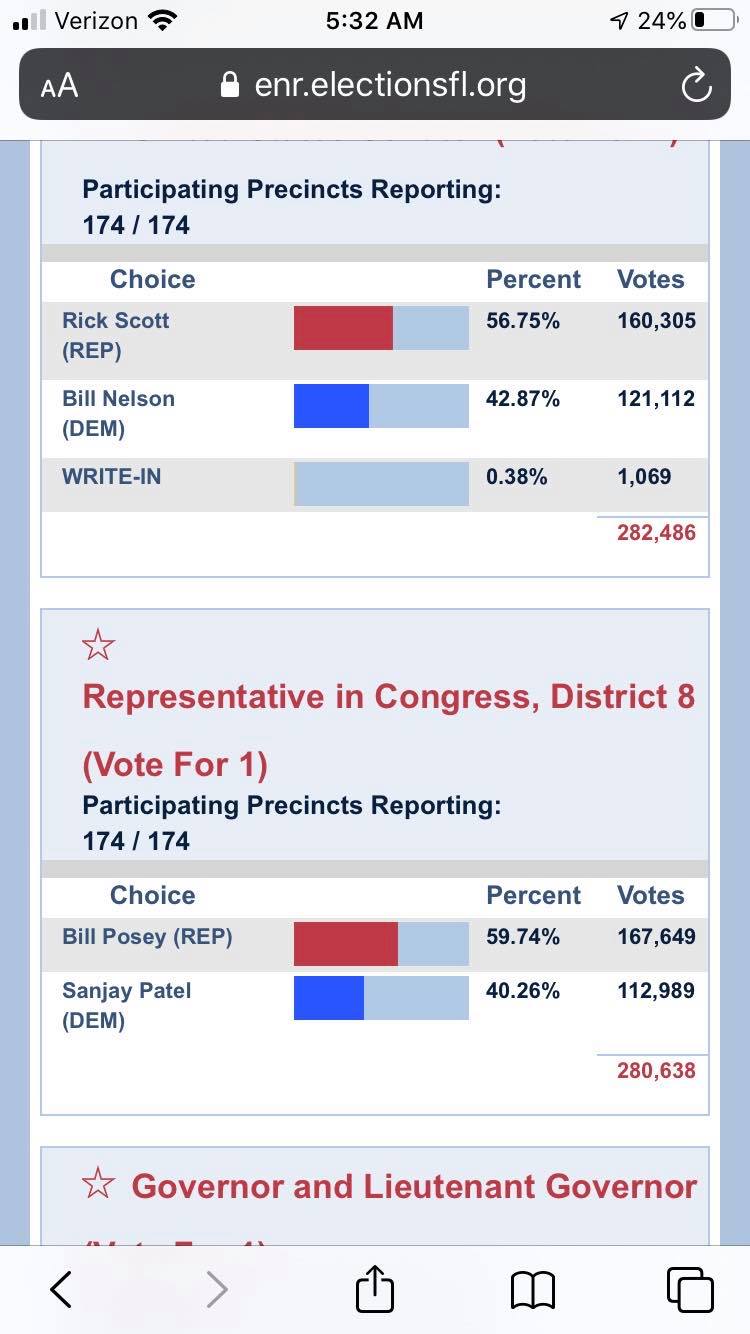 Verizon 5:32 AM 24%
AA enr.electionsfl.org
Participating Precincts Reporting:
174 / 174
Choice Percent Votes
Rick Scott 56.75% 160,305
(REP)
Bill Nelson 42.87% 121,112
(DEM)
WRITE-IN 0.38% 1,069
282,486
Representative in Congress, District 8
(Vote For 1)
Participating Precincts Reporting:
174 / 174
Choice Percent Votes
Bill Posey (REP) 59.74% 167,649
Sanjay Patel 40.26% 112,989
(DEM)
280,638
Governor and Lieutenant Governor